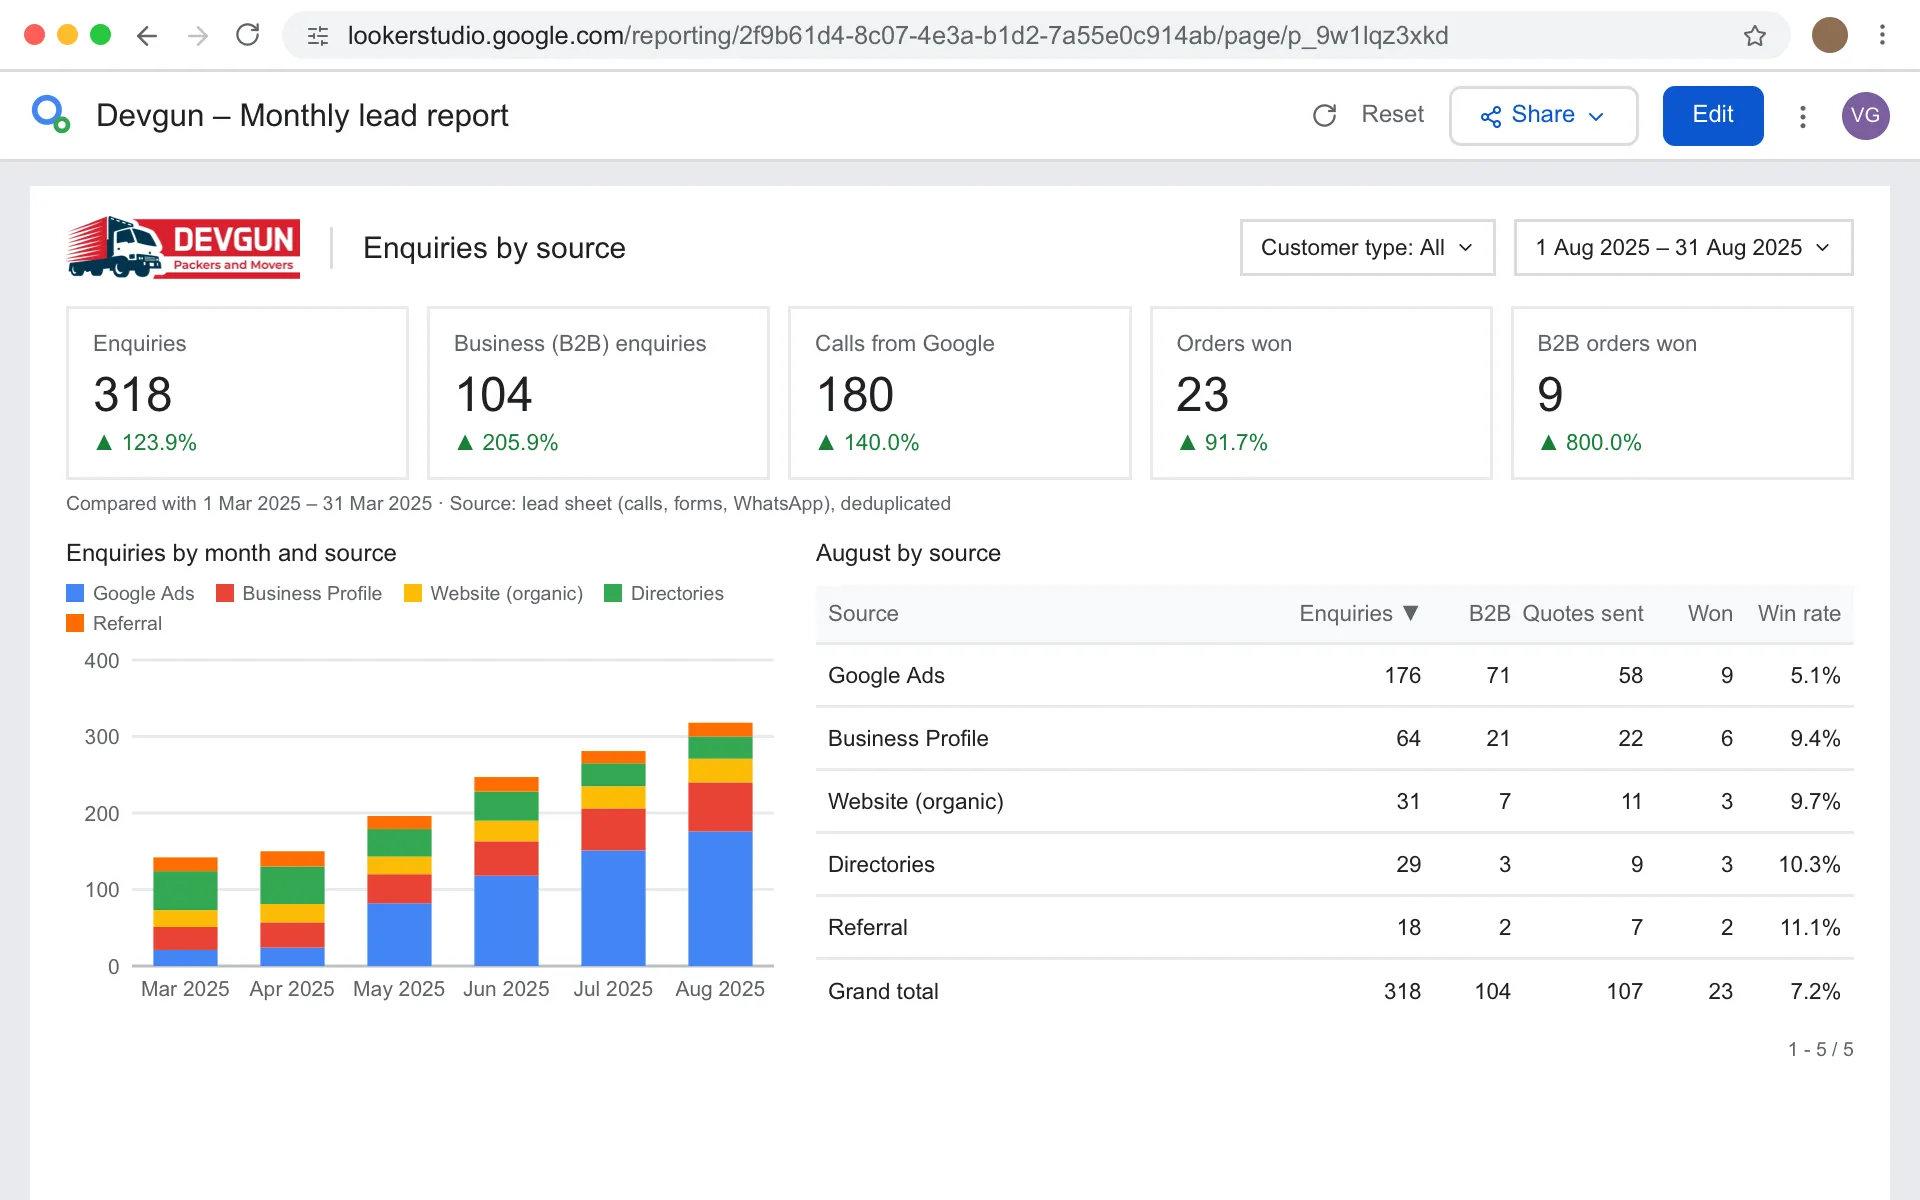 lookerstudio.google.com/reporting/2f9b61d4-8c07-4e3a-b1d2-7a55e0c914ab/page/p_9w1lqz3xkd
Devgun – Monthly lead report
Reset
Share
Edit
VG
DEVGUN
Packers and Movers
Enquiries by source
Customer type: All
1 Aug 2025 – 31 Aug 2025
Enquiries
318
▲ 123.9%
Business (B2B) enquiries
104
▲ 205.9%
Calls from Google
180
▲ 140.0%
Orders won
23
▲ 91.7%
B2B orders won
9
▲ 800.0%
Compared with 1 Mar 2025 – 31 Mar 2025 · Source: lead sheet (calls, forms, WhatsApp), deduplicated
Enquiries by month and source
Google Ads Business Profile Website (organic) Directories
Referral
400
300
200
100
0
Mar 2025 Apr 2025 May 2025 Jun 2025 Jul 2025 Aug 2025
August by source
Source Enquiries ▼ B2B Quotes sent Won Win rate
Google Ads 176 71 58 9 5.1%
Business Profile 64 21 22 6 9.4%
Website (organic) 31 7 11 3 9.7%
Directories 29 3 9 3 10.3%
Referral 18 2 7 2 11.1%
Grand total 318 104 107 23 7.2%
1 - 5 / 5